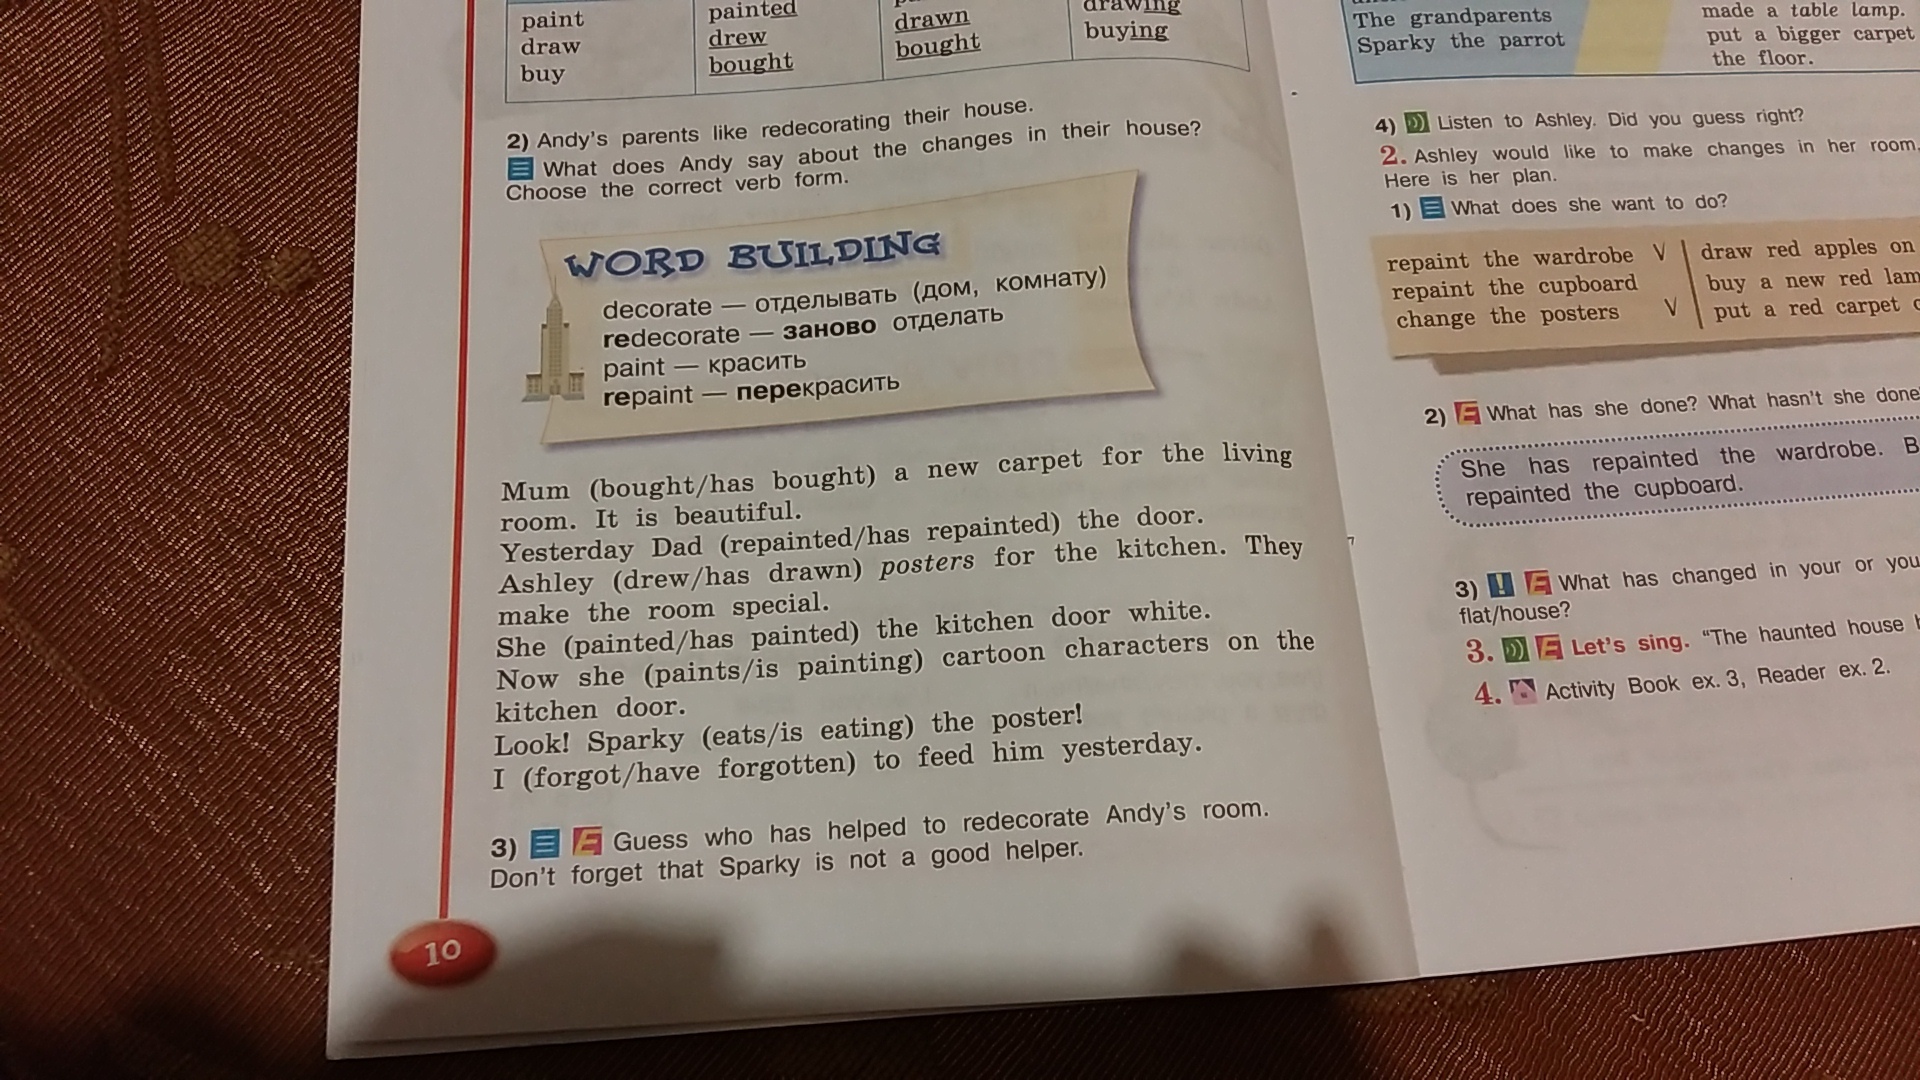 paint painted
draw drew drawn drawing
buy bought bought buying
2) Andy's parents like redecorating their house.
What does Andy say about the changes in their house?
Choose the correct verb form.
WORD BUILDING
decorate — отделывать (дом, комнату)
redecorate — заново отделать
paint — красить
repaint — перекрасить
Mum (bought/has bought) a new carpet for the living
room. It is beautiful.
Yesterday Dad (repainted/has repainted) the door.
Ashley (drew/has drawn) posters for the kitchen. They
make the room special.
She (painted/has painted) the kitchen door white.
Now she (paints/is painting) cartoon characters on the
kitchen door.
Look! Sparky (eats/is eating) the poster!
I (forgot/have forgotten) to feed him yesterday.
3) E Guess who has helped to redecorate Andy's room.
Don't forget that Sparky is not a good helper.
10
The grandparents
Sparky the parrot
made a table lamp.
put a bigger carpet
the floor.
4) Listen to Ashley. Did you guess right?
2. Ashley would like to make changes in her room.
Here is her plan.
1) What does she want to do?
repaint the wardrobe V
repaint the cupboard
change the posters V
draw red apples on
buy a new red
put a red carpet
2) E What has she done? What hasn't she done
She has repainted the wardrobe.
repainted the cupboard.
3) ! E What has changed in your or
flat/house?
3. E Let's sing. "The haunted house
4. Activity Book ex. 3, Reader ex. 2.